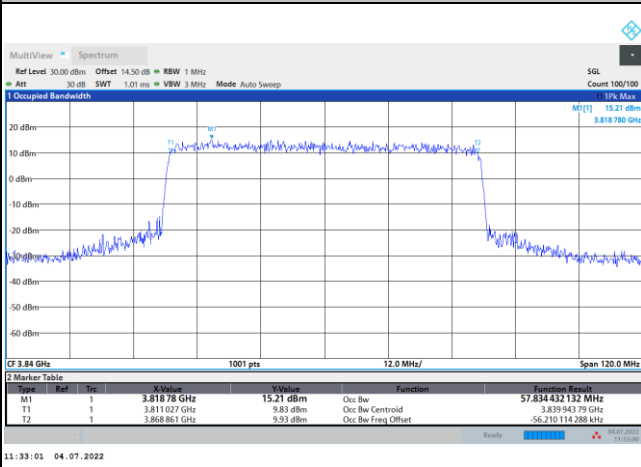 MultiView Spectrum
Ref Level 30.00 dBm Offset 14.50 dB RBW 1 MHz SGL
Att 30 dB SWT 1.01 ms VBW 3 MHz Mode Auto Sweep Count 100/100
1 Occupied Bandwidth 1Pk Max
M1[1] 15.21 dBm
3.818 780 GHz
M1
T1 T2
20 dBm
10 dBm
0 dBm
-10 dBm
-20 dBm
-30 dBm
-40 dBm
-50 dBm
-60 dBm
CF 3.84 GHz 1001 pts 12.0 MHz/ Span 120.0 MHz
2 Marker Table
Type Ref Trc X-Value Y-Value Function Function Result
M1 1 3.818 78 GHz 15.21 dBm Occ Bw 57.834 432 132 MHz
T1 1 3.811 027 GHz 9.83 dBm Occ Bw Centroid 3.839 943 79 GHz
T2 1 3.868 861 GHz 9.93 dBm Occ Bw Freq Offset -56.210 114 288 kHz
Ready 04.07.2022
11:33:00
11:33:01 04.07.2022